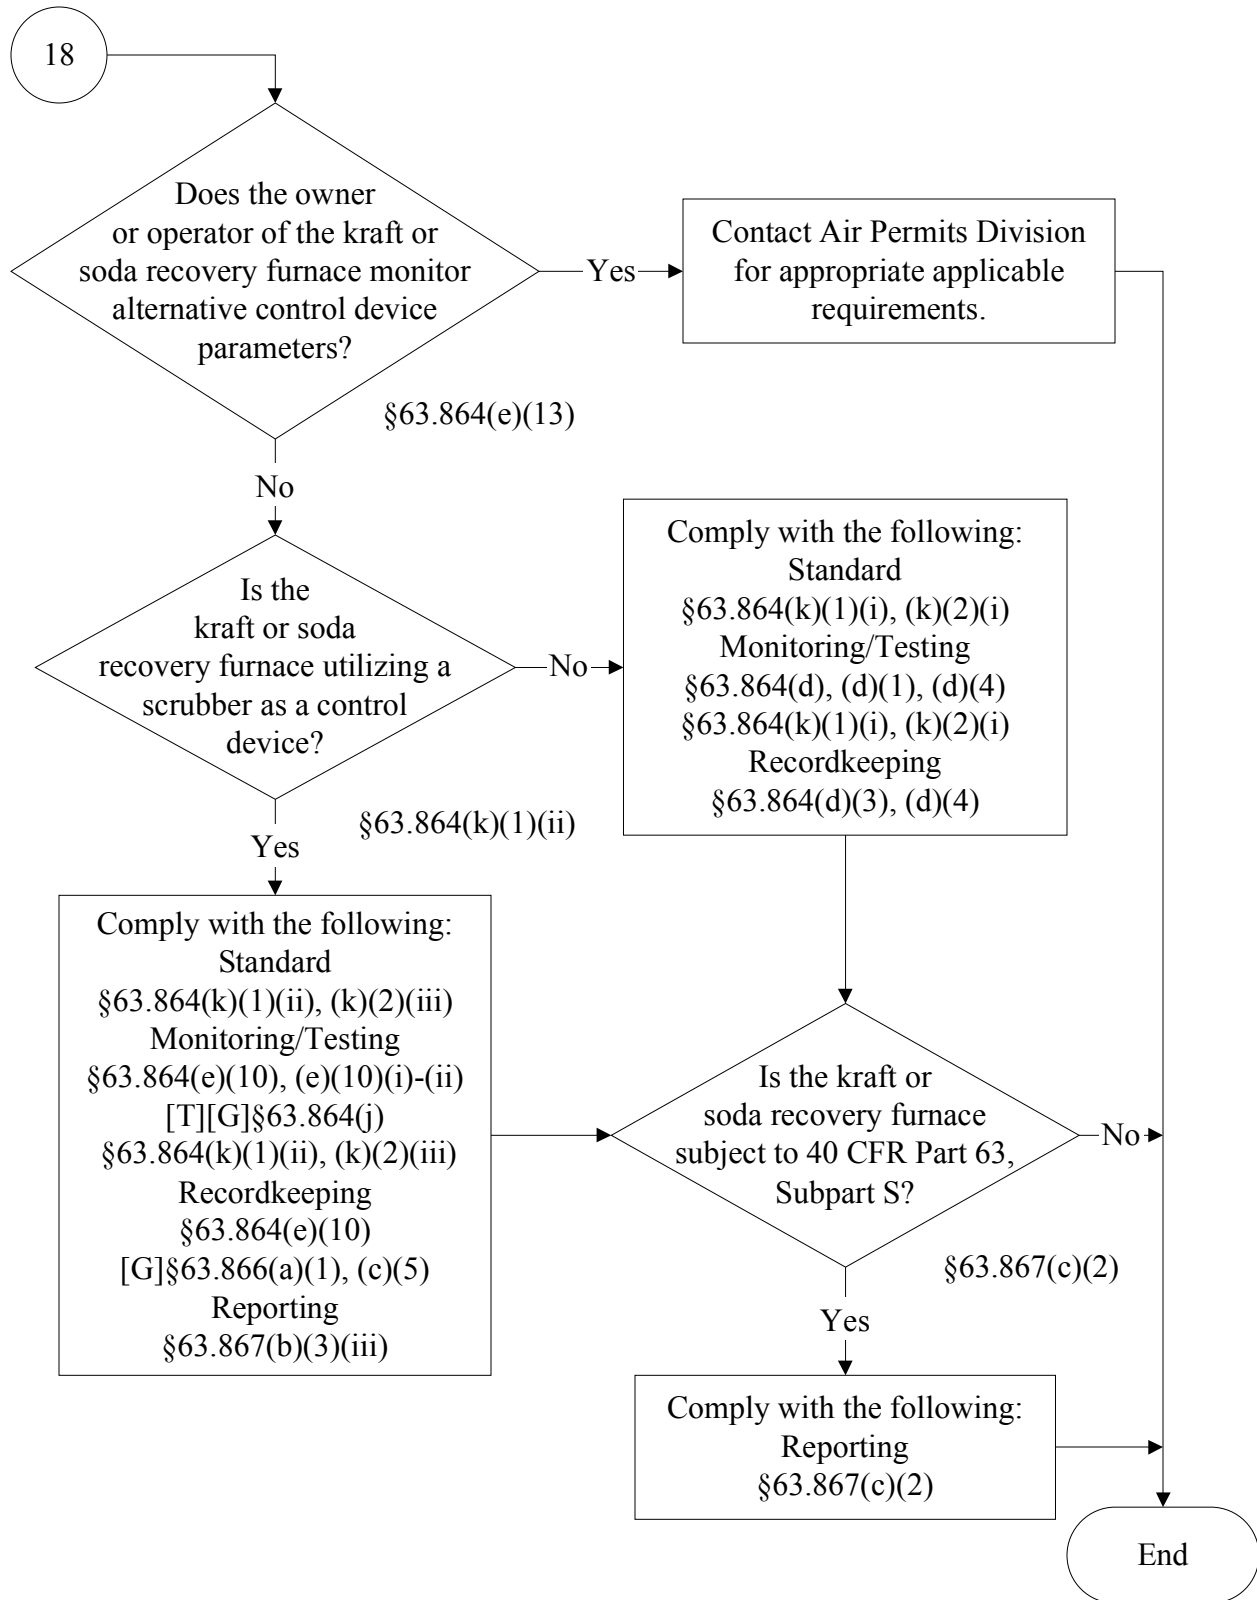 18
Does the owner
or operator of the kraft or
soda recovery furnace monitor
alternative control device
parameters?
Yes
Contact Air Permits Division
for appropriate applicable
requirements.
§63.864(e)(13)
No
Is the
kraft or soda
recovery furnace utilizing a
scrubber as a control
device?
No
Comply with the following:
Standard
§63.864(k)(1)(i), (k)(2)(i)
Monitoring/Testing
§63.864(d), (d)(1), (d)(4)
§63.864(k)(1)(i), (k)(2)(i)
Recordkeeping
§63.864(d)(3), (d)(4)
§63.864(k)(1)(ii)
Yes
Comply with the following:
Standard
§63.864(k)(1)(ii), (k)(2)(iii)
Monitoring/Testing
§63.864(e)(10), (e)(10)(i)-(ii)
[T][G]§63.864(j)
§63.864(k)(1)(ii), (k)(2)(iii)
Recordkeeping
§63.864(e)(10)
[G]§63.866(a)(1), (c)(5)
Reporting
§63.867(b)(3)(iii)
Is the kraft or
soda recovery furnace
subject to 40 CFR Part 63,
Subpart S?
No
§63.867(c)(2)
Yes
Comply with the following:
Reporting
§63.867(c)(2)
End